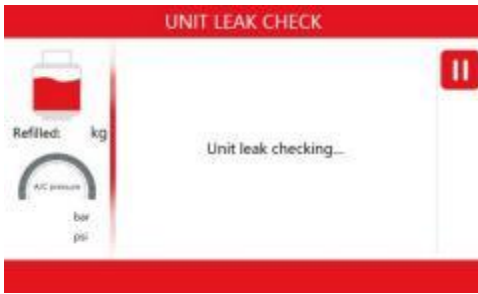 UNIT LEAK CHECK
Refilled: kg
A/C pressure
bar
psi
Unit leak checking...